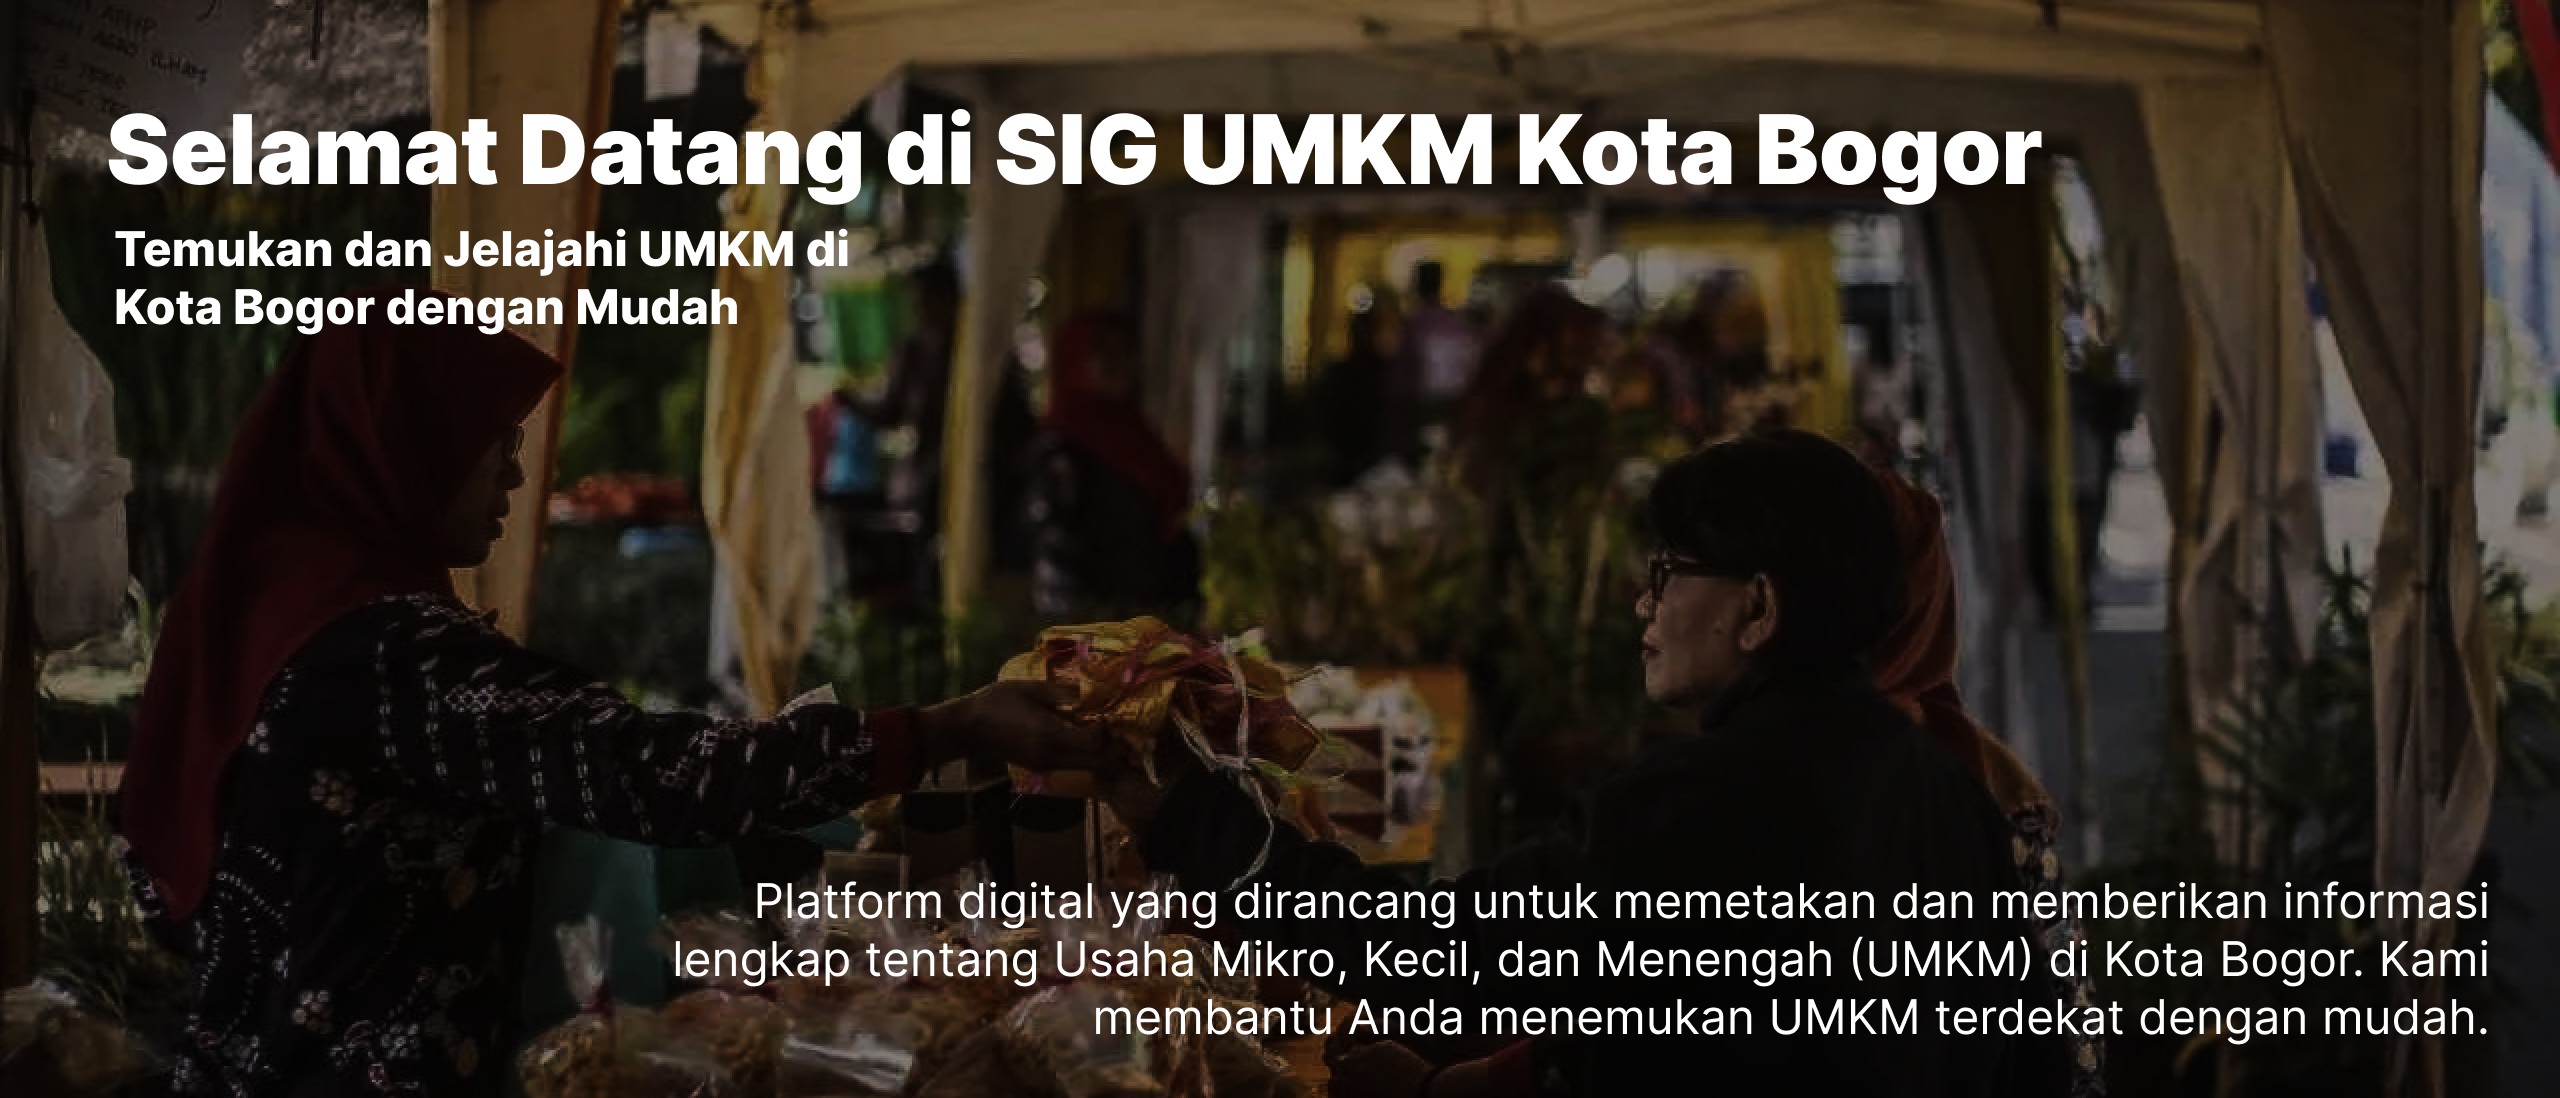 Selamat Datang di SIG UMKM Kota Bogor
Temukan dan Jelajahi UMKM di
Kota Bogor dengan Mudah
Platform digital yang dirancang untuk memetakan dan memberikan informasi
lengkap tentang Usaha Mikro, Kecil, dan Menengah (UMKM) di Kota Bogor. Kami
membantu Anda menemukan UMKM terdekat dengan mudah.